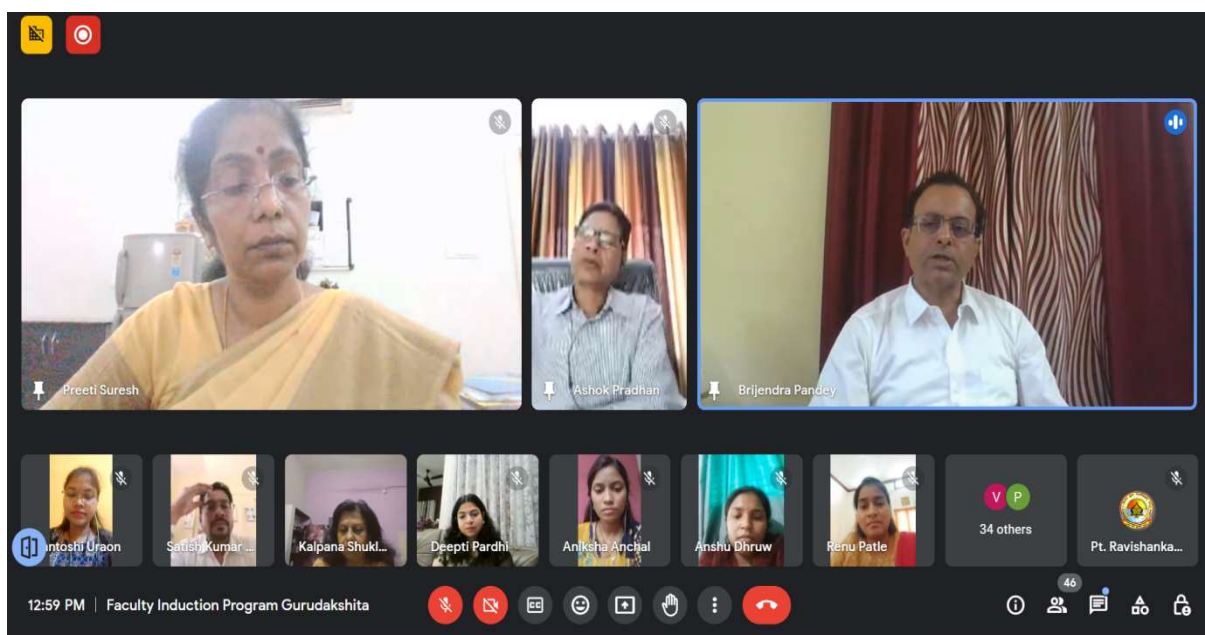 Preeti Suresh
Ashok Pradhan
Brijendra Pandey
ntoshi Uraon
Satish Kumar ...
Kalpana Shukl...
Deepti Pardhi
Aniksha Anchal
Anshu Dhruw
Renu Patle
V P
34 others
Pt. Ravishanka...
12:59 PM | Faculty Induction Program Gurudakshita
CC
46